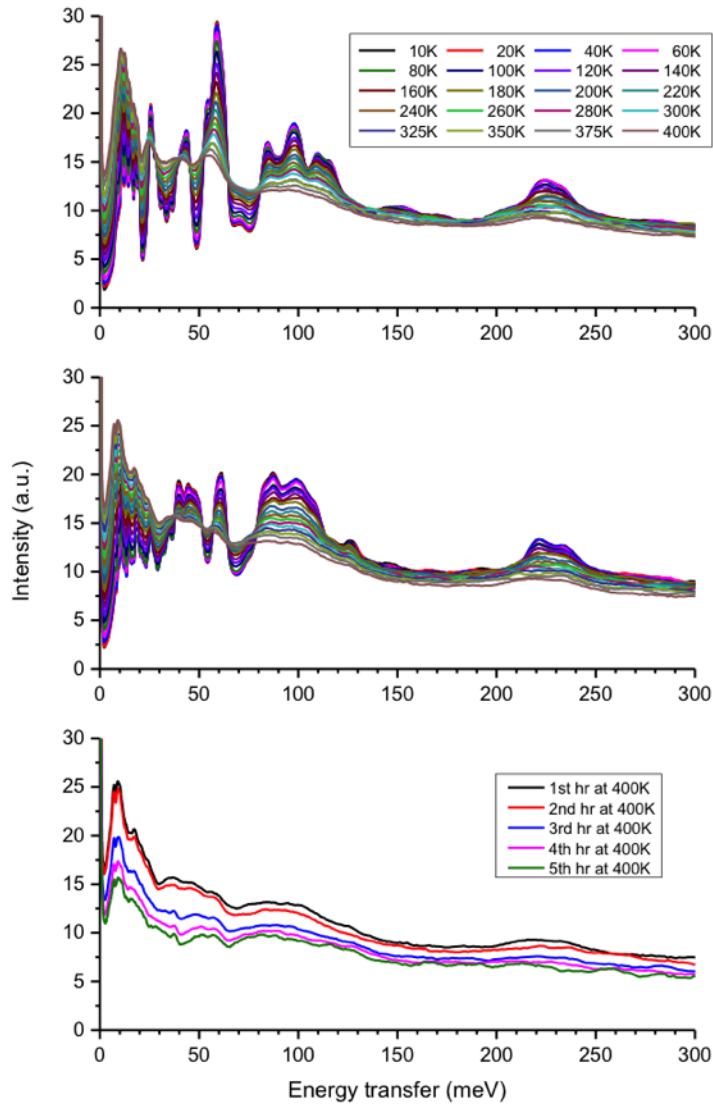 30
25
20
15
10
5
0
10K 20K 40K 60K
80K 100K 120K 140K
160K 180K 200K 220K
240K 260K 280K 300K
325K 350K 375K 400K
0 50 100 150 200 250 300
Intensity (a.u.)
30
25
20
15
10
5
0
0 50 100 150 200 250 300
30
25
20
15
10
5
0
1st hr at 400K
2nd hr at 400K
3rd hr at 400K
4th hr at 400K
5th hr at 400K
0 50 100 150 200 250 300
Energy transfer (meV)